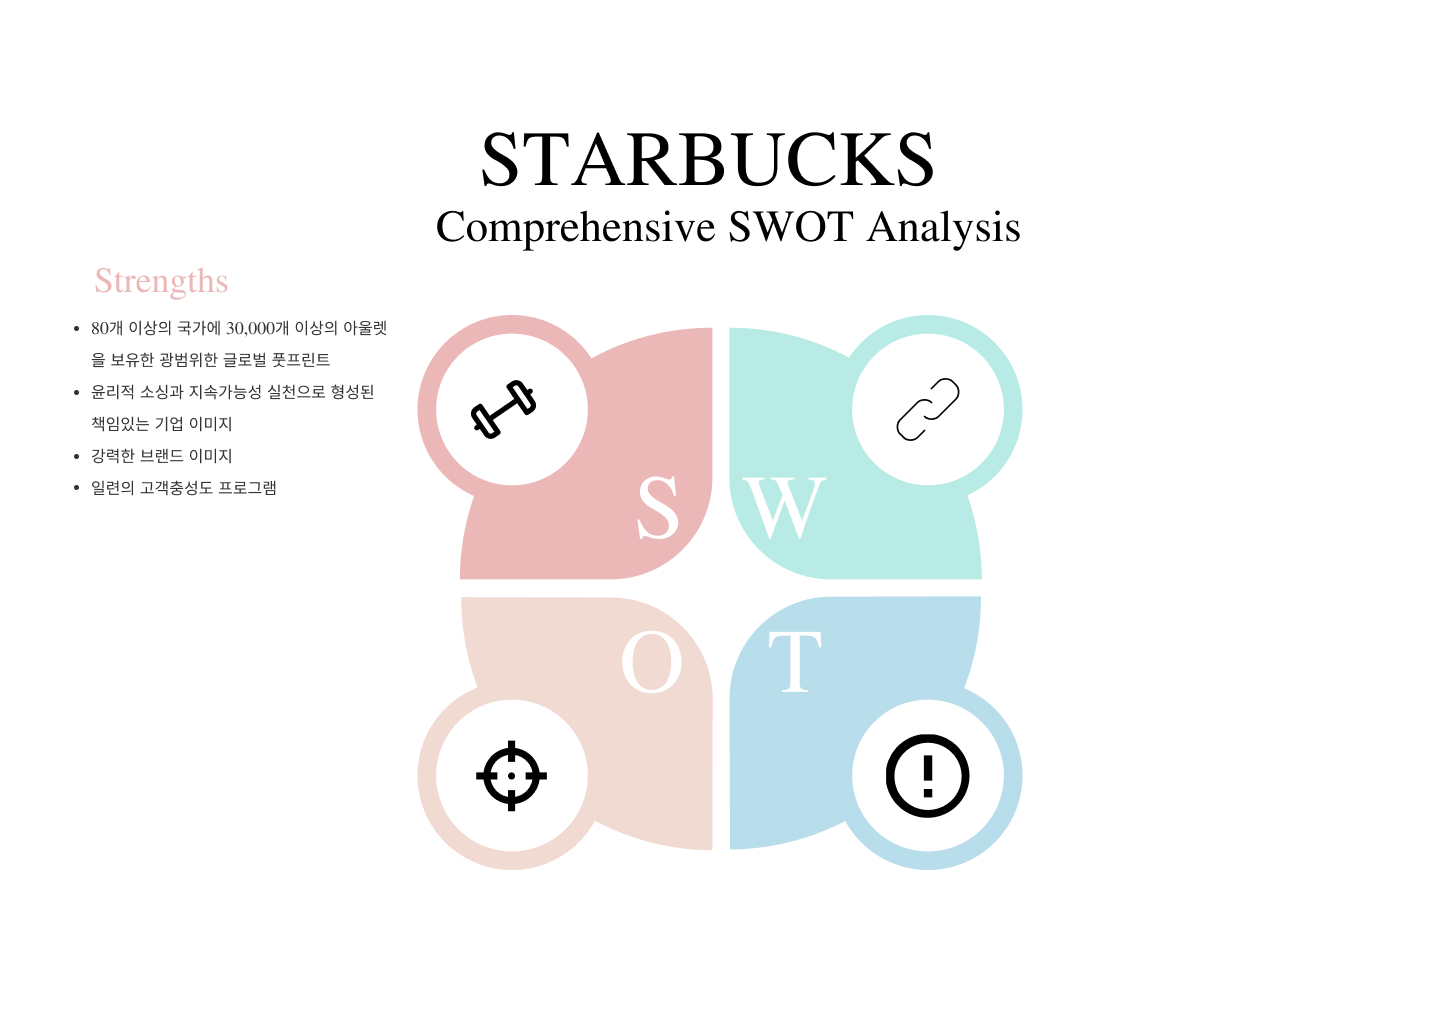 STARBUCKS
Comprehensive SWOT Analysis
Strengths
• 80개 이상의 국가에 30,000개 이상의 아울렛
을 보유한 광범위한 글로벌 풋프린트
• 윤리적 소싱과 지속가능성 실천으로 형성된
책임있는 기업 이미지
• 강력한 브랜드 이미지
• 일련의 고객충성도 프로그램
S W
O T